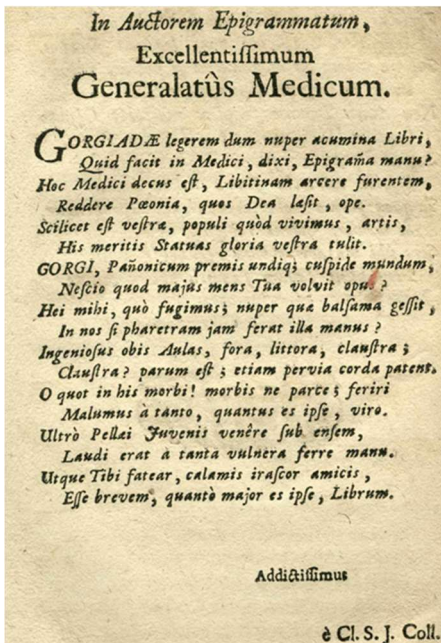 In Auctorem Epigrammatum,
Excellentiſſimum
Generalatûs Medicum.
GORGIADÆ legerem dum nuper acumina Libri,
Quid facit in Medici, dixi, Epigram̃a manu?
Hoc Medici decus eſt, Libitinam arcere furentem,
Reddere Pœonia, quos Dea læſit, ope.
Scilicet eſt veſtræ, populi quòd vivimus, artis,
His meritis Statuas gloria veſtra tulit.
GORGI, Pañonicum premis undiq; cuſpide mundum,
Neſcio quod majus mens Tua volvit opus?
Hei mihi, quò fugimus; nuper quæ balſama geſſit,
In nos ſi pharetram jam ferat illa manus?
Ingenioſus obis Aulas, fora, littora, clauſtra;
Clauſtra? parum eſt; etiam pervia corda patent.
O quot in his morbi! morbis ne parce; feriri
Malumus à tanto, quantus es ipſe, viro.
Ultrò Pellæi Juvenis venêre ſub enſem,
Laudi erat à tanta vulnera ferre manu.
Utque Tibi fatear, calamis iraſcor amicis,
Eſſe brevem, quantò major es ipſe, Librum.
Addictiſſimus
è Cl. S. J. Coll.